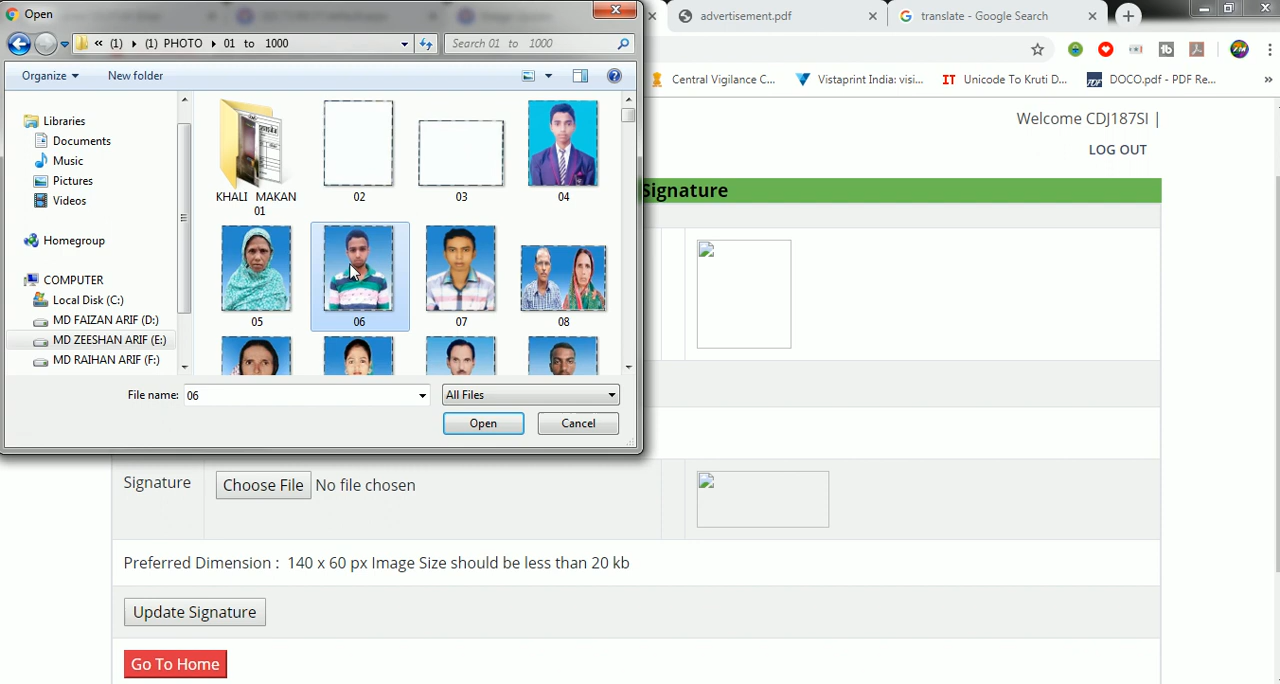 Open
advertisement.pdf
translate - Google Search
« (1) ▸ (1) PHOTO ▸ 01 to 1000
Search 01 to 1000
Organize
New folder
Central Vigilance C...
Vistaprint India: visi...
IT Unicode To Kruti D...
DOCO.pdf - PDF Re...
»
Libraries
Documents
Music
Pictures
Videos
Homegroup
COMPUTER
Local Disk (C:)
MD FAIZAN ARIF (D:)
MD ZEESHAN ARIF (E:)
MD RAIHAN ARIF (F:)
KHALI MAKAN
01
02
03
04
05
06
07
08
File name: 06
All Files
Open
Cancel
Welcome CDJ187SI |
LOG OUT
Signature
Signature
Choose File No file chosen
Preferred Dimension : 140 x 60 px Image Size should be less than 20 kb
Update Signature
Go To Home